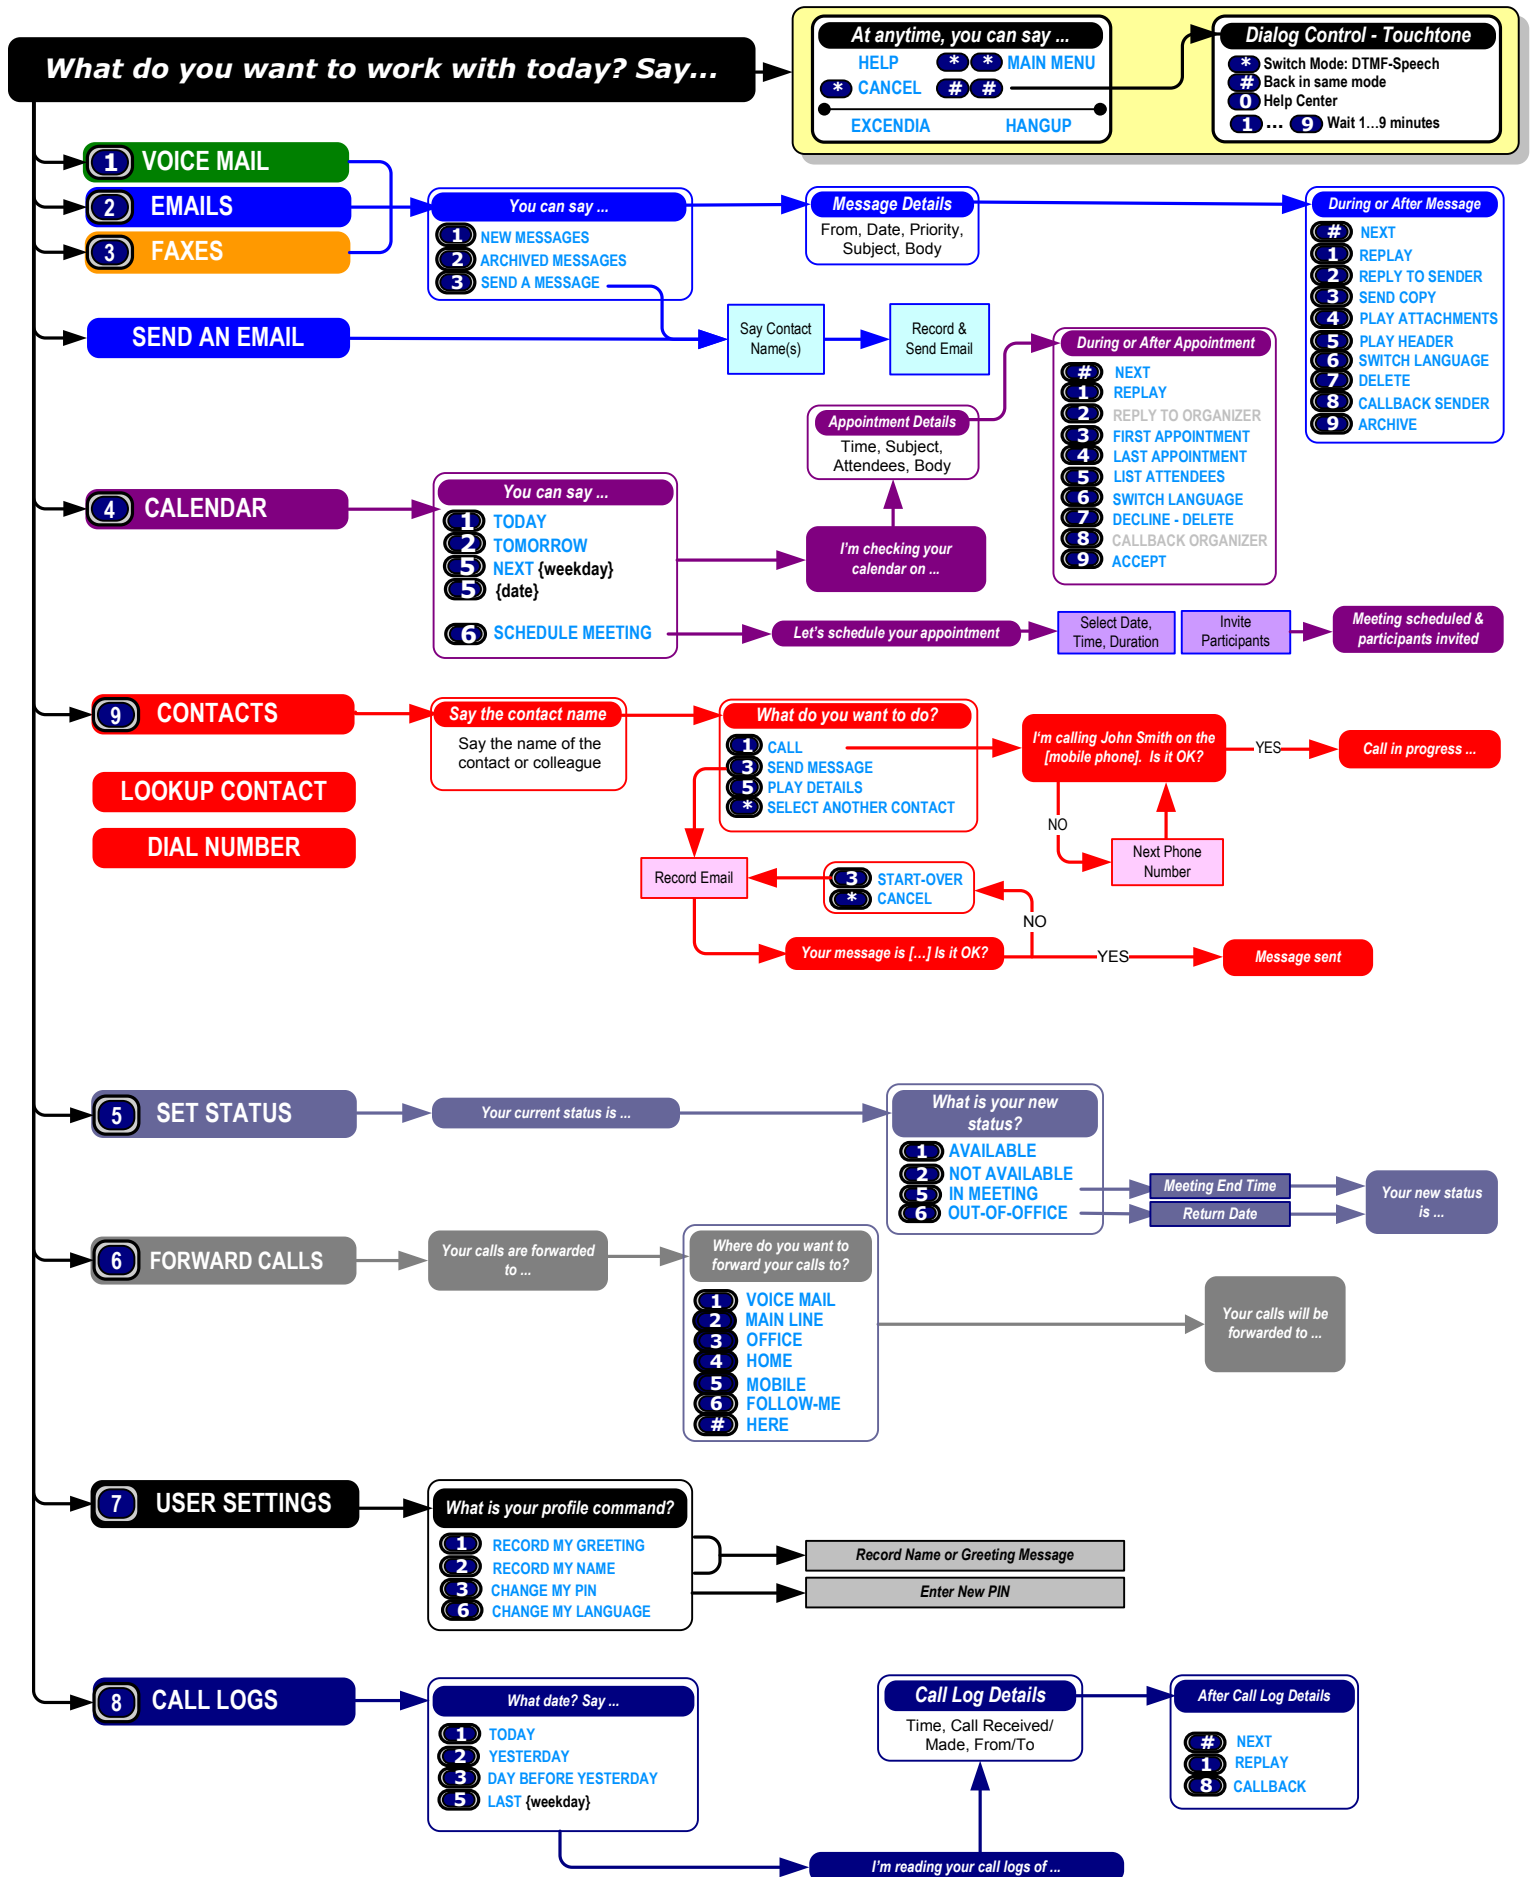 What do you want to work with today? Say...
At anytime, you can say ...
HELP * * MAIN MENU
* CANCEL # #
EXCENDIA HANGUP
Dialog Control - Touchtone
* Switch Mode: DTMF-Speech
# Back in same mode
0 Help Center
1 ... 9 Wait 1...9 minutes
1 VOICE MAIL
2 EMAILS
3 FAXES
You can say ...
1 NEW MESSAGES
2 ARCHIVED MESSAGES
3 SEND A MESSAGE
Message Details
From, Date, Priority,
Subject, Body
During or After Message
# NEXT
1 REPLAY
2 REPLY TO SENDER
3 SEND COPY
4 PLAY ATTACHMENTS
5 PLAY HEADER
6 SWITCH LANGUAGE
7 DELETE
8 CALLBACK SENDER
9 ARCHIVE
SEND AN EMAIL
Say Contact
Name(s)
Record &
Send Email
4 CALENDAR
You can say ...
1 TODAY
2 TOMORROW
5 NEXT {weekday}
5 {date}
6 SCHEDULE MEETING
I'm checking your
calendar on ...
Appointment Details
Time, Subject,
Attendees, Body
During or After Appointment
# NEXT
1 REPLAY
2 REPLY TO ORGANIZER
3 FIRST APPOINTMENT
4 LAST APPOINTMENT
5 LIST ATTENDEES
6 SWITCH LANGUAGE
7 DECLINE - DELETE
8 CALLBACK ORGANIZER
9 ACCEPT
Let's schedule your appointment
Select Date,
Time, Duration
Invite
Participants
Meeting scheduled &
participants invited
9 CONTACTS
LOOKUP CONTACT
DIAL NUMBER
Say the contact name
Say the name of the
contact or colleague
What do you want to do?
1 CALL
3 SEND MESSAGE
5 PLAY DETAILS
* SELECT ANOTHER CONTACT
I'm calling John Smith on the
[mobile phone]. Is it OK?
YES
Call in progress ...
NO
Next Phone
Number
Record Email
3 START-OVER
* CANCEL
NO
Your message is [...] Is it OK?
YES
Message sent
5 SET STATUS
Your current status is ...
What is your new
status?
1 AVAILABLE
2 NOT AVAILABLE
5 IN MEETING
6 OUT-OF-OFFICE
Meeting End Time
Return Date
Your new status
is ...
6 FORWARD CALLS
Your calls are forwarded
to ...
Where do you want to
forward your calls to?
1 VOICE MAIL
2 MAIN LINE
3 OFFICE
4 HOME
5 MOBILE
6 FOLLOW-ME
# HERE
Your calls will be
forwarded to ...
7 USER SETTINGS
What is your profile command?
1 RECORD MY GREETING
2 RECORD MY NAME
3 CHANGE MY PIN
6 CHANGE MY LANGUAGE
Record Name or Greeting Message
Enter New PIN
8 CALL LOGS
What date? Say ...
1 TODAY
2 YESTERDAY
3 DAY BEFORE YESTERDAY
5 LAST {weekday}
I'm reading your call logs of ...
Call Log Details
Time, Call Received/
Made, From/To
After Call Log Details
# NEXT
1 REPLAY
8 CALLBACK